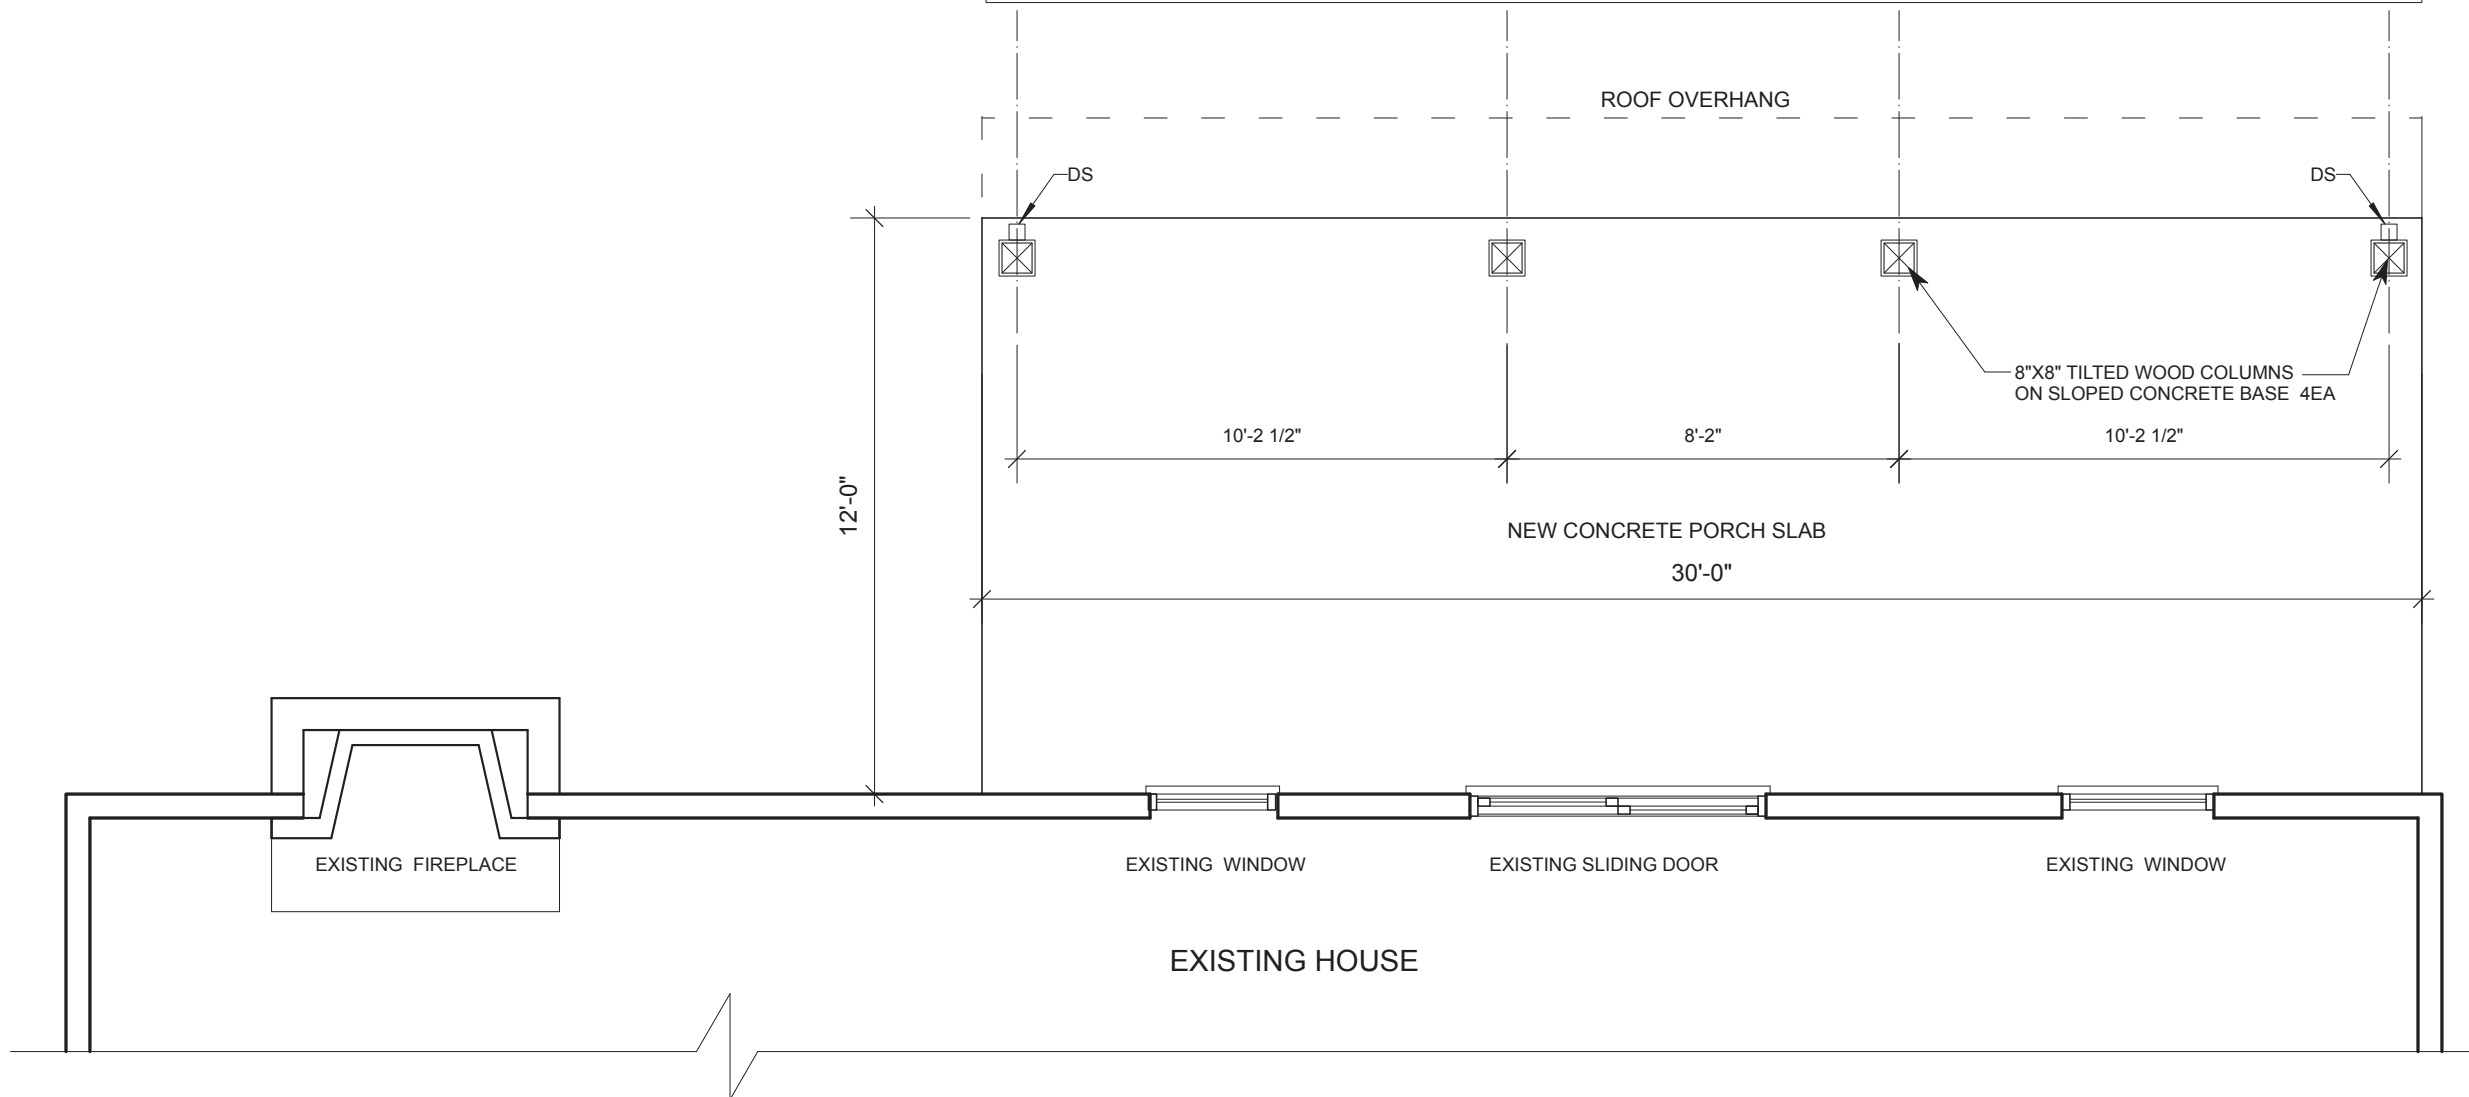 ROOF OVERHANG
DS
DS
8"X8" TILTED WOOD COLUMNS
ON SLOPED CONCRETE BASE  4EA
10'-2 1/2"
8'-2"
10'-2 1/2"
12'-0"
NEW CONCRETE PORCH SLAB
30'-0"
EXISTING  FIREPLACE
EXISTING  WINDOW
EXISTING SLIDING DOOR
EXISTING  WINDOW
EXISTING HOUSE